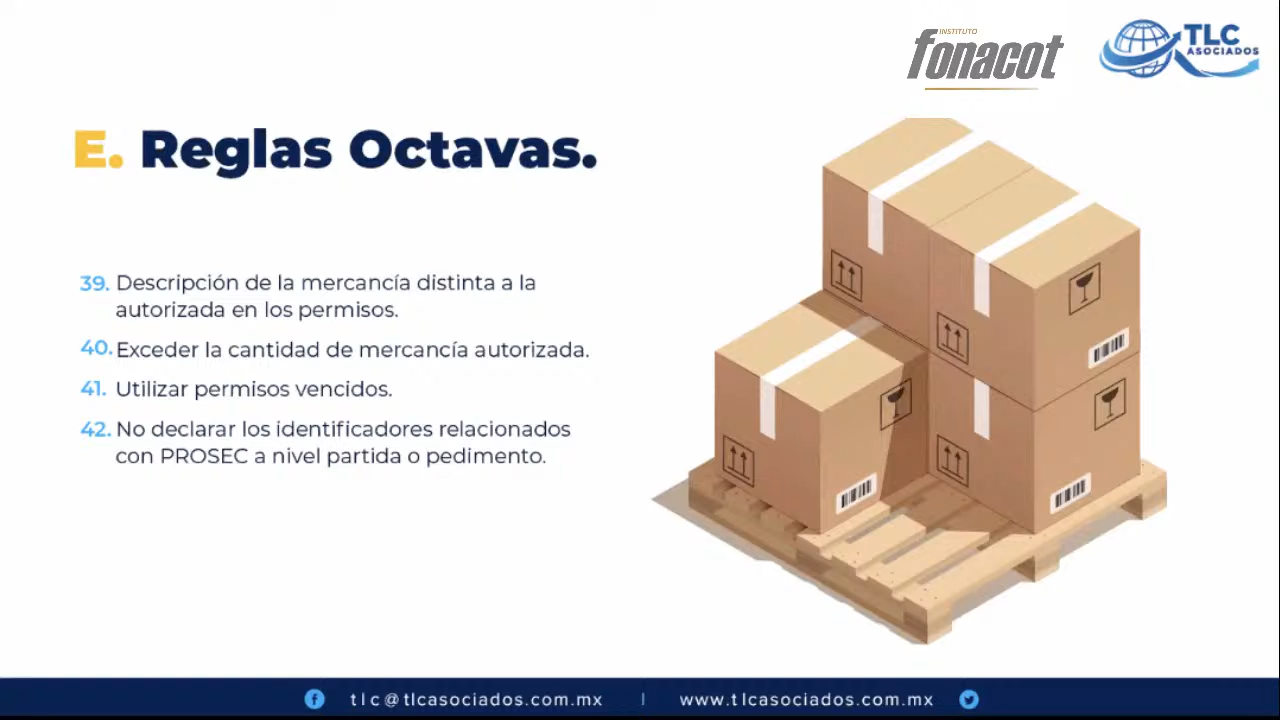 INSTITUTO
fonacot
TLC
ASOCIADOS
E. Reglas Octavas.
39. Descripción de la mercancía distinta a la
autorizada en los permisos.
40. Exceder la cantidad de mercancía autorizada.
41. Utilizar permisos vencidos.
42. No declarar los identificadores relacionados
con PROSEC a nivel partida o pedimento.
tlc@tlcasociados.com.mx | www.tlcasociados.com.mx